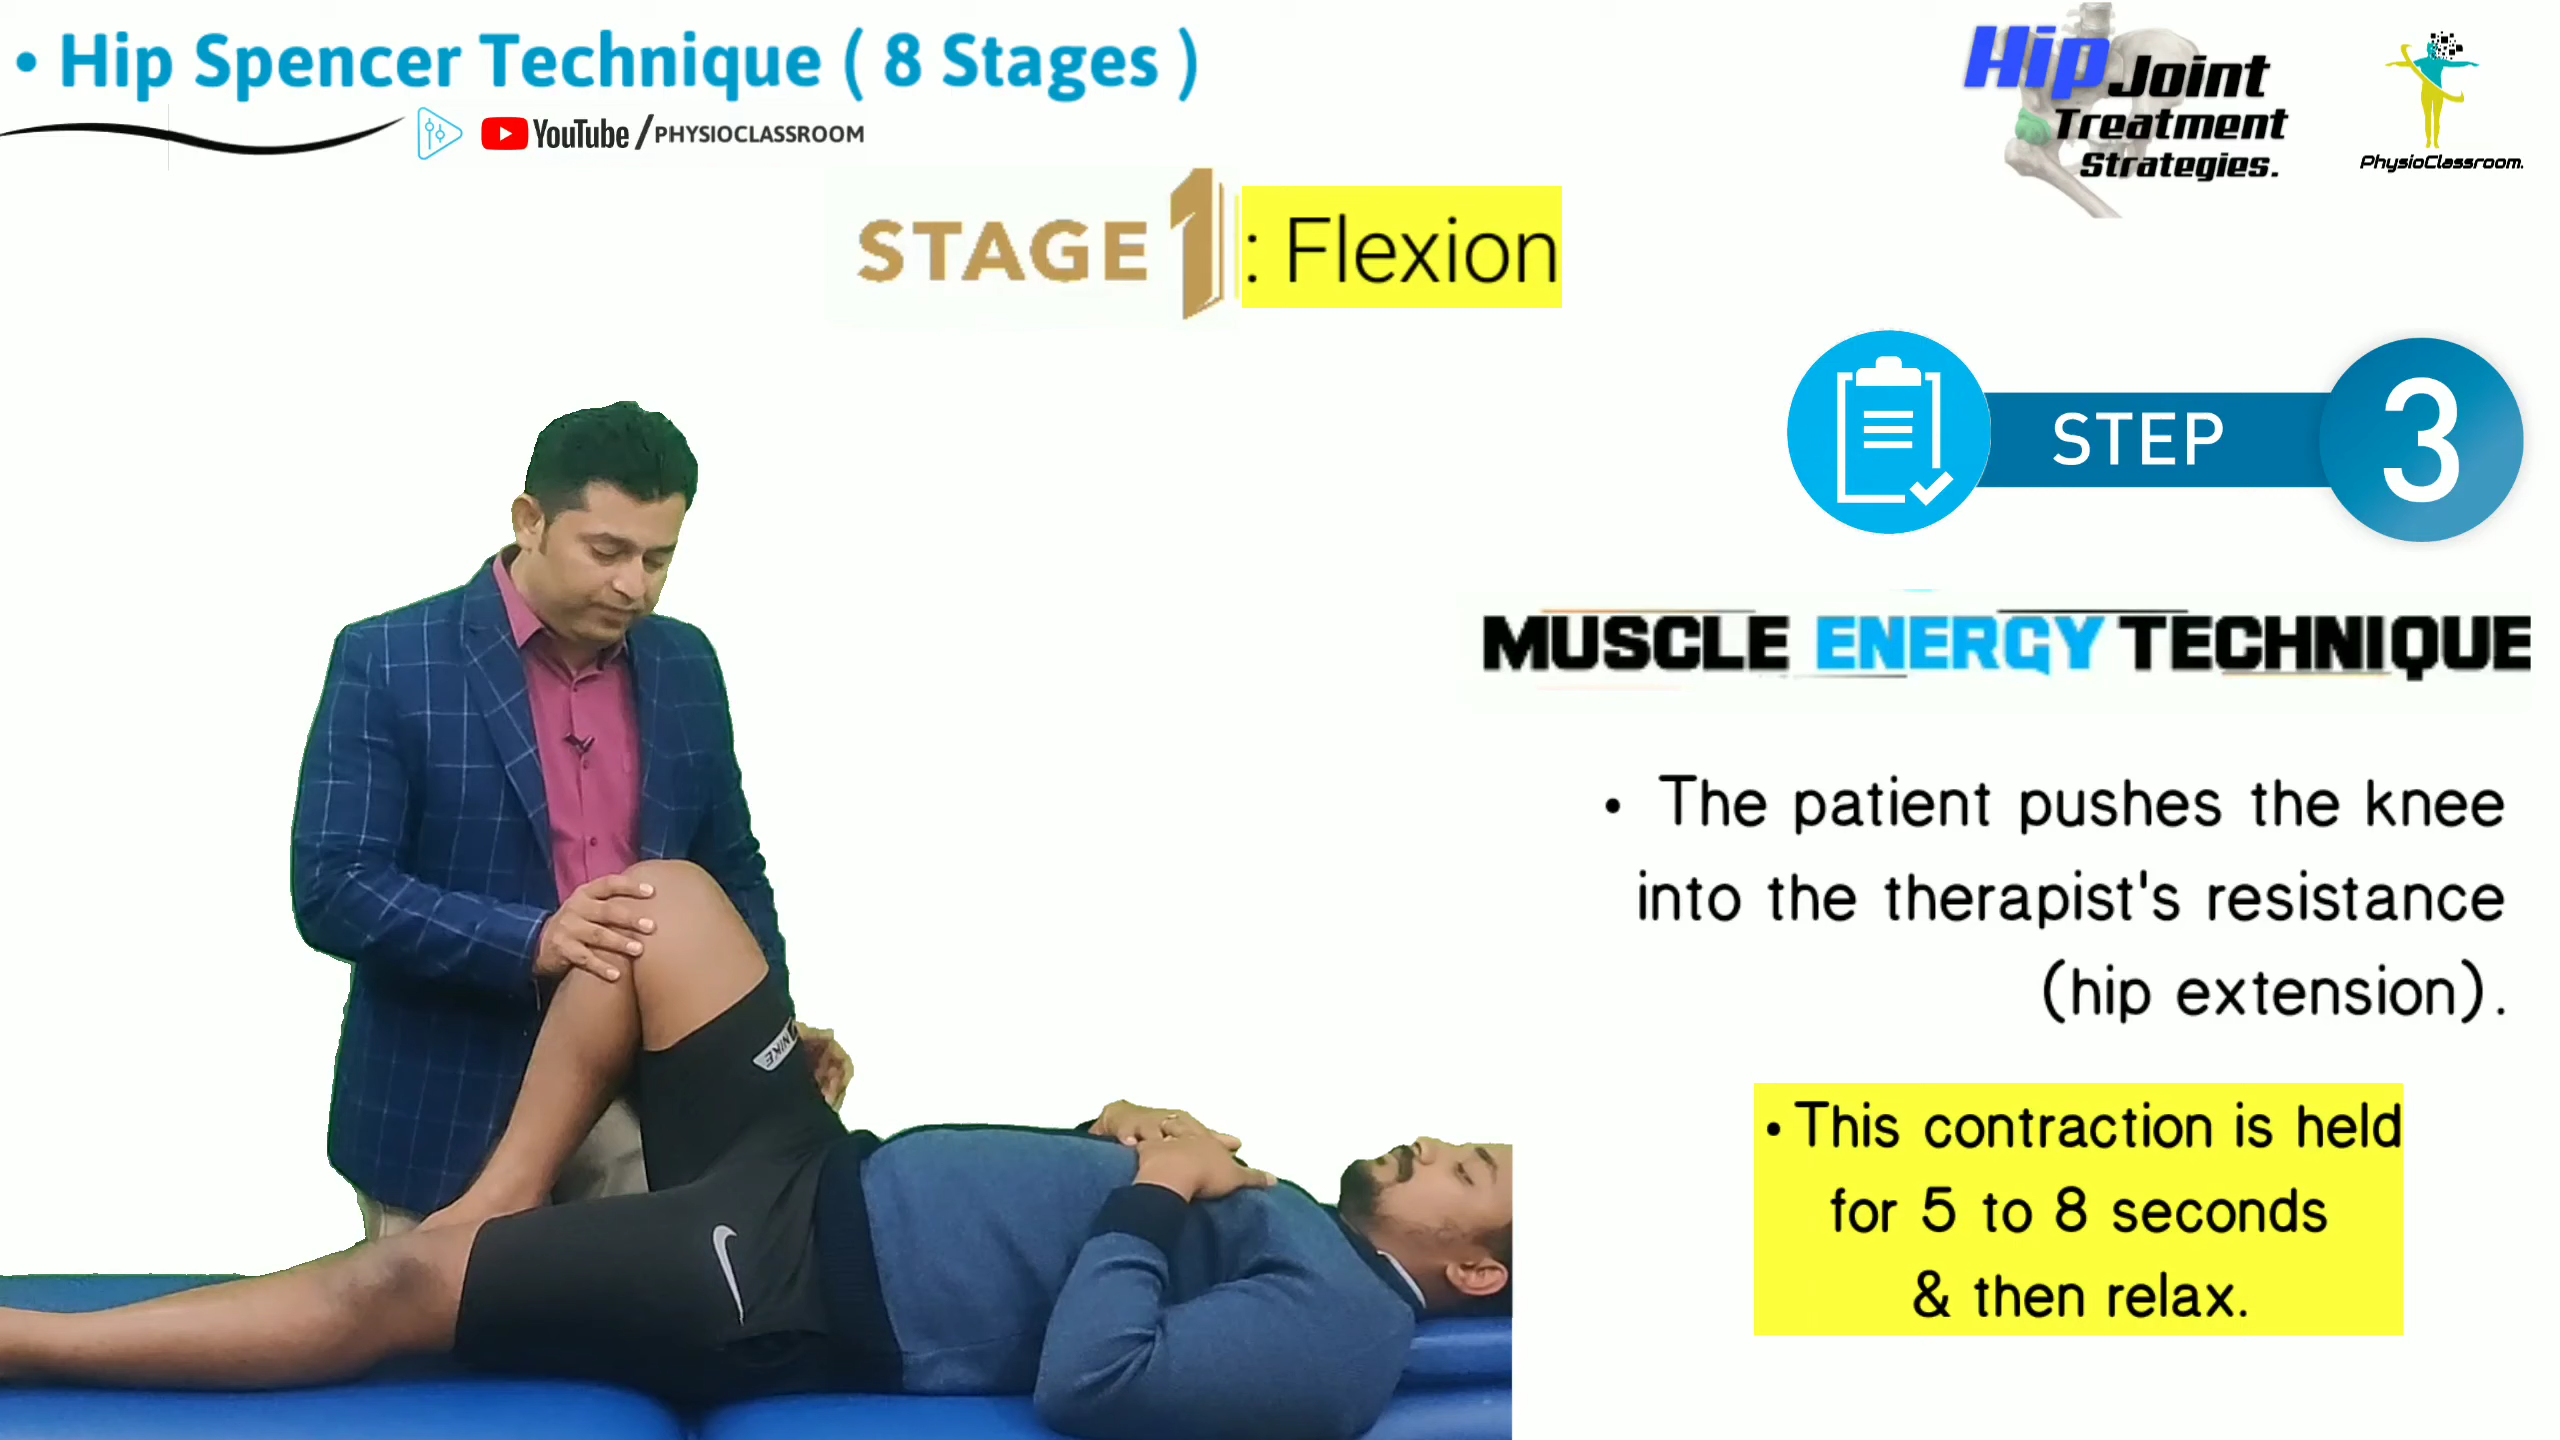 • Hip Spencer Technique ( 8 Stages )
YouTube /PHYSIOCLASSROOM
Hip Joint
Treatment
Strategies.
PhysioClassroom.
STAGE 1 : Flexion
STEP 3
MUSCLE ENERGY TECHNIQUE
• The patient pushes the knee
into the therapist's resistance
(hip extension).
• This contraction is held
for 5 to 8 seconds
& then relax.
NIKE